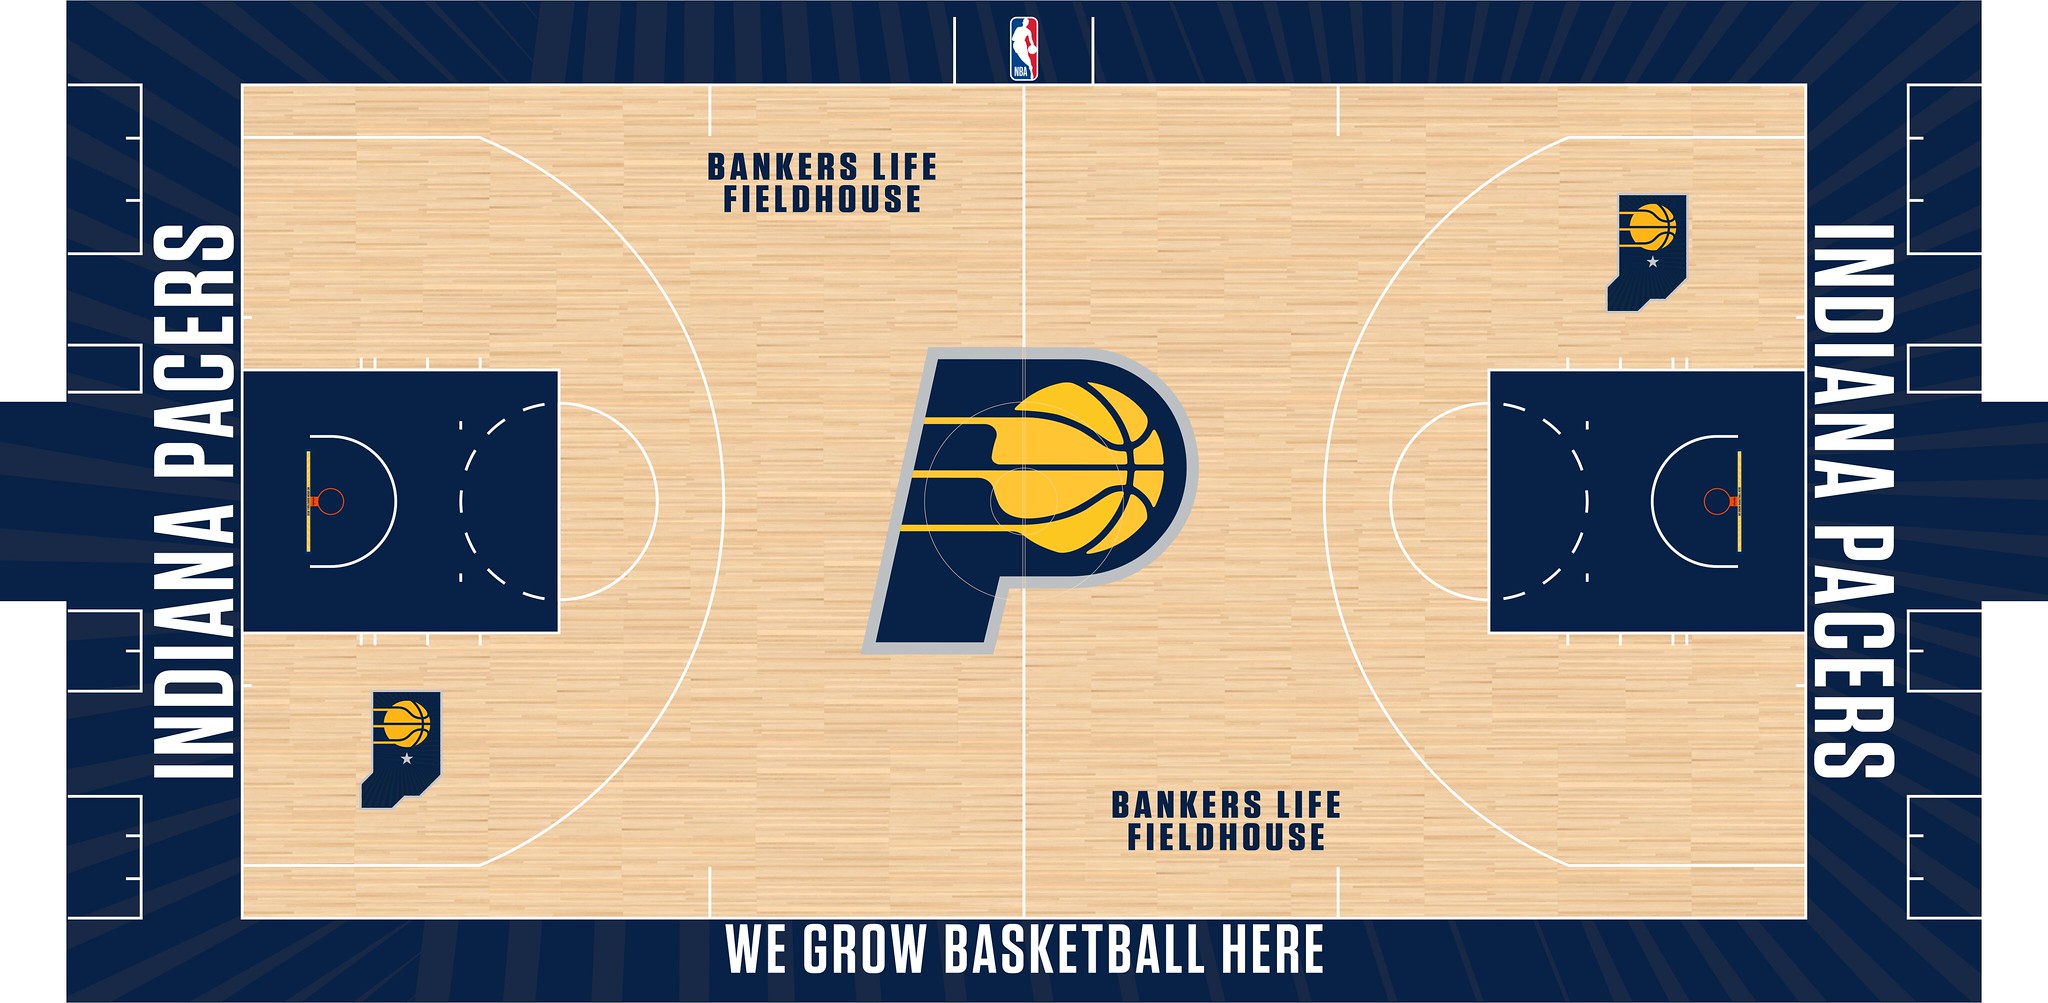 NBA
BANKERS LIFE
FIELDHOUSE
INDIANA PACERS
INDIANA PACERS
BANKERS LIFE
FIELDHOUSE
WE GROW BASKETBALL HERE